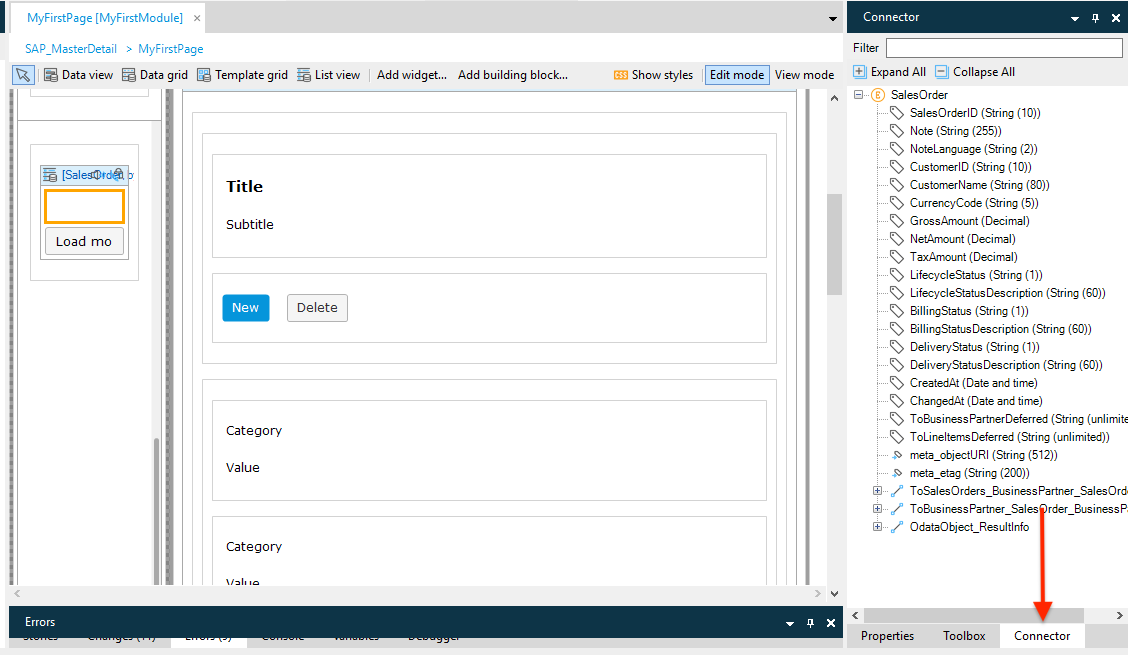 MyFirstPage [MyFirstModule] ×
SAP_MasterDetail > MyFirstPage
Data view Data grid Template grid List view Add widget... Add building block... Show styles Edit mode View mode
[SalesOrder
Load mo
Title
Subtitle
New Delete
Category
Value
Category
Value
Errors
Stories Changes Errors Console Variables Debugger
Connector
Filter
Expand All Collapse All
SalesOrder
SalesOrderID (String (10))
Note (String (255))
NoteLanguage (String (2))
CustomerID (String (10))
CustomerName (String (80))
CurrencyCode (String (5))
GrossAmount (Decimal)
NetAmount (Decimal)
TaxAmount (Decimal)
LifecycleStatus (String (1))
LifecycleStatusDescription (String (60))
BillingStatus (String (1))
BillingStatusDescription (String (60))
DeliveryStatus (String (1))
DeliveryStatusDescription (String (60))
CreatedAt (Date and time)
ChangedAt (Date and time)
ToBusinessPartnerDeferred (String (unlimite
ToLineItemsDeferred (String (unlimited))
meta_objectURI (String (512))
meta_etag (String (200))
ToSalesOrders_BusinessPartner_SalesOrde
ToBusinessPartner_SalesOrder_BusinessPa
OdataObject_ResultInfo
Properties Toolbox Connector